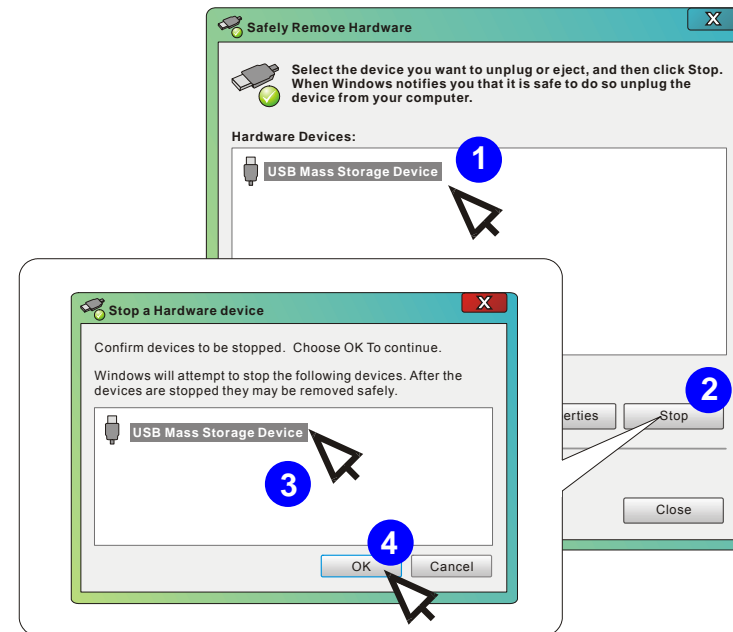 Safely Remove Hardware
X
Select the device you want to unplug or eject, and then click Stop.
When Windows notifies you that it is safe to do so unplug the
device from your computer.
Hardware Devices:
1
USB Mass Storage Device
2
erties
Stop
Close
Stop a Hardware device
X
Confirm devices to be stopped. Choose OK To continue.
Windows will attempt to stop the following devices. After the
devices are stopped they may be removed safely.
USB Mass Storage Device
3
4
OK
Cancel